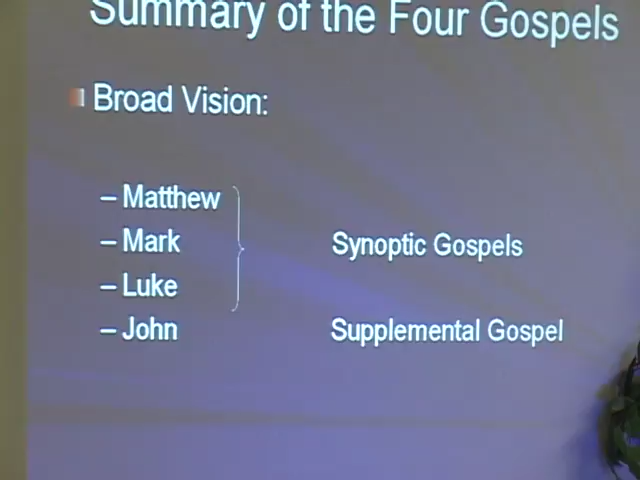 Summary of the Four Gospels
Broad Vision:
– Matthew
– Mark
Synoptic Gospels
– Luke
– John
Supplemental Gospel